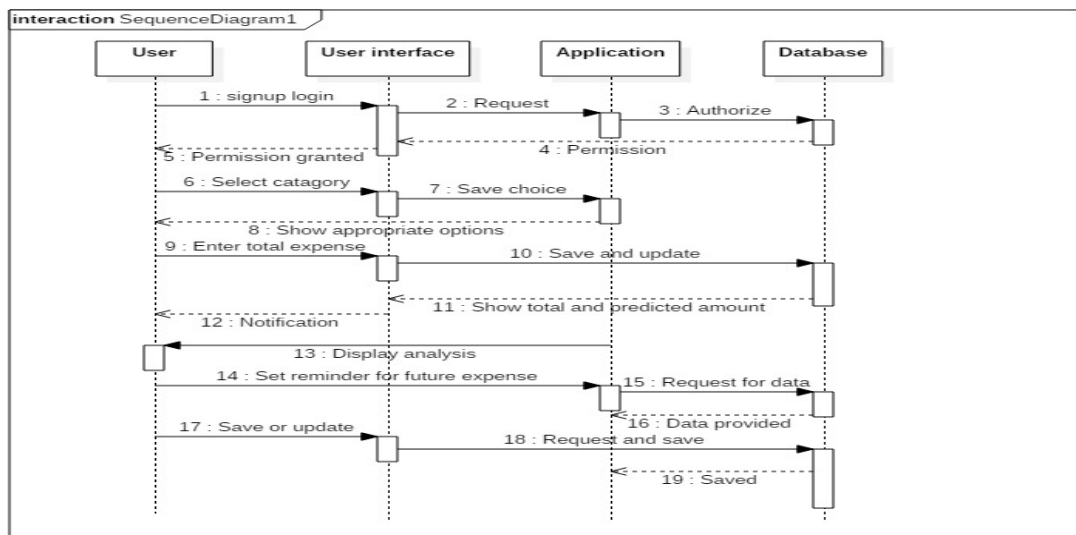 interaction SequenceDiagram1
User
User interface
Application
Database
1 : signup login
2 : Request
3 : Authorize
4 : Permission
5 : Permission granted
6 : Select catagory
7 : Save choice
8 : Show appropriate options
9 : Enter total expense
10 : Save and update
11 : Show total and predicted amount
12 : Notification
13 : Display analysis
14 : Set reminder for future expense
15 : Request for data
16 : Data provided
17 : Save or update
18 : Request and save
19 : Saved